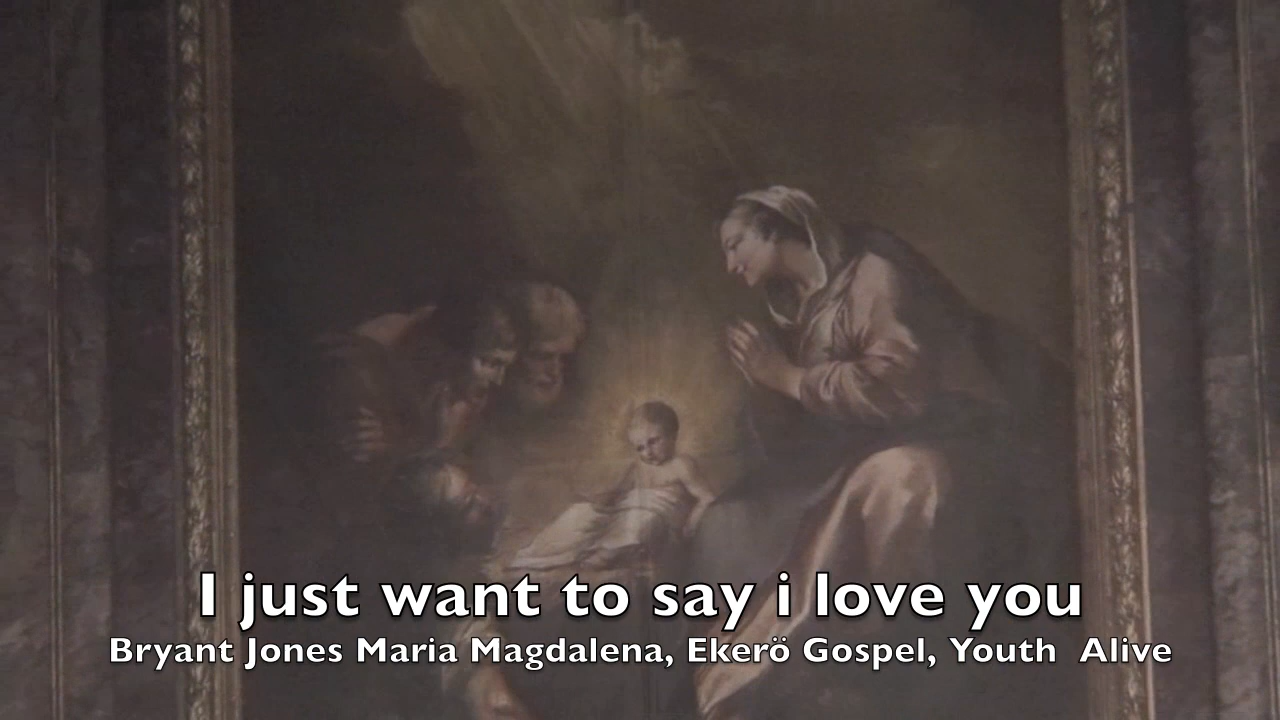 I just want to say i love you
Bryant Jones Maria Magdalena, Ekerö Gospel, Youth  Alive